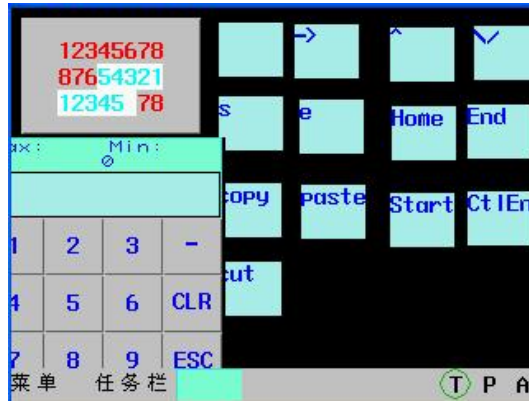 12345678
87654321
12345 78
->
^
\/
s
e
Home
End
ax:
Min:
0
copy
paste
Start
CtlEn
1 2 3 -
cut
4 5 6 CLR
7 8 9 ESC
菜单 任务栏
T P A